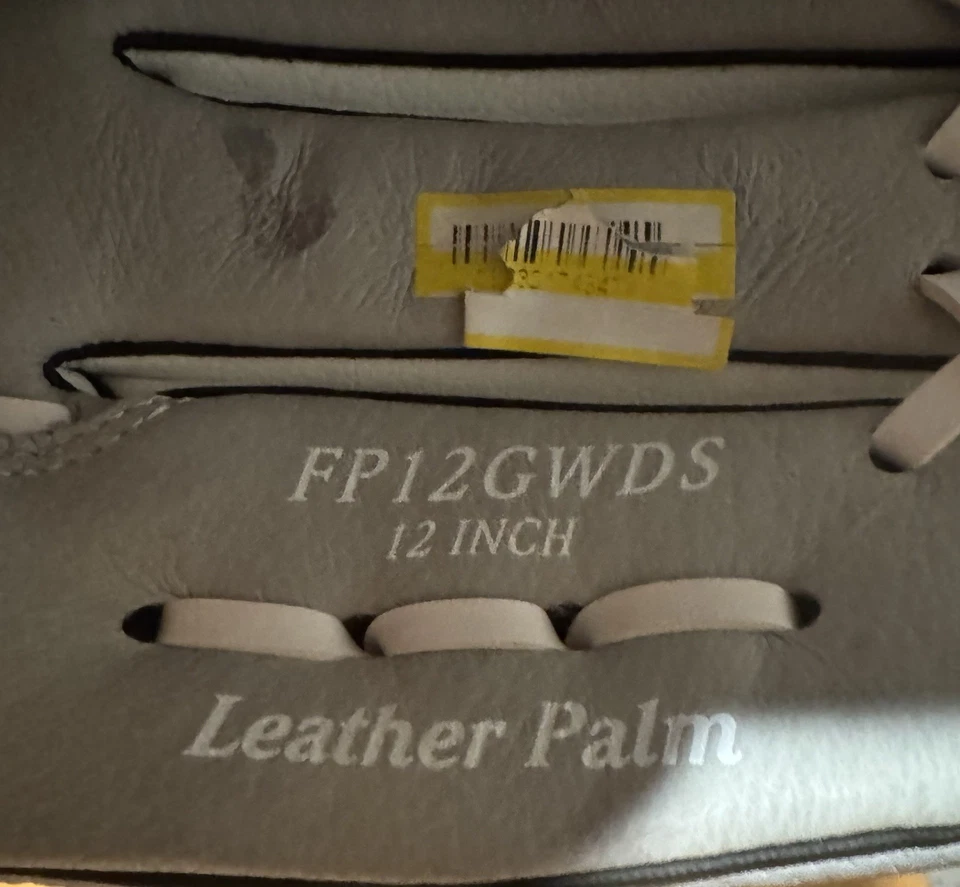 FP12GWDS
12 INCH
Leather Palm